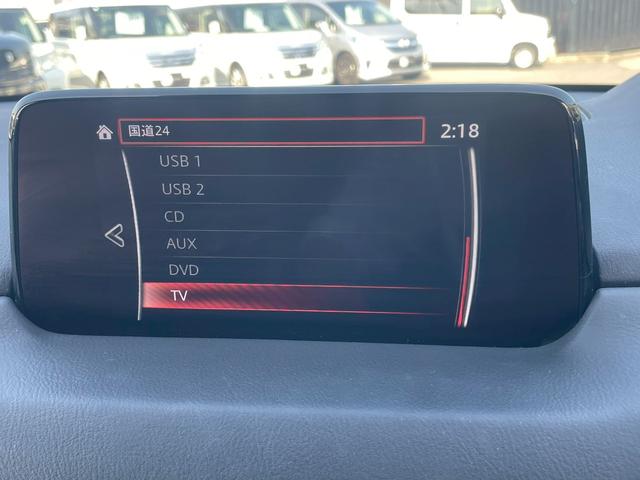 国道24
2:18
USB 1
USB 2
CD
AUX
DVD
TV